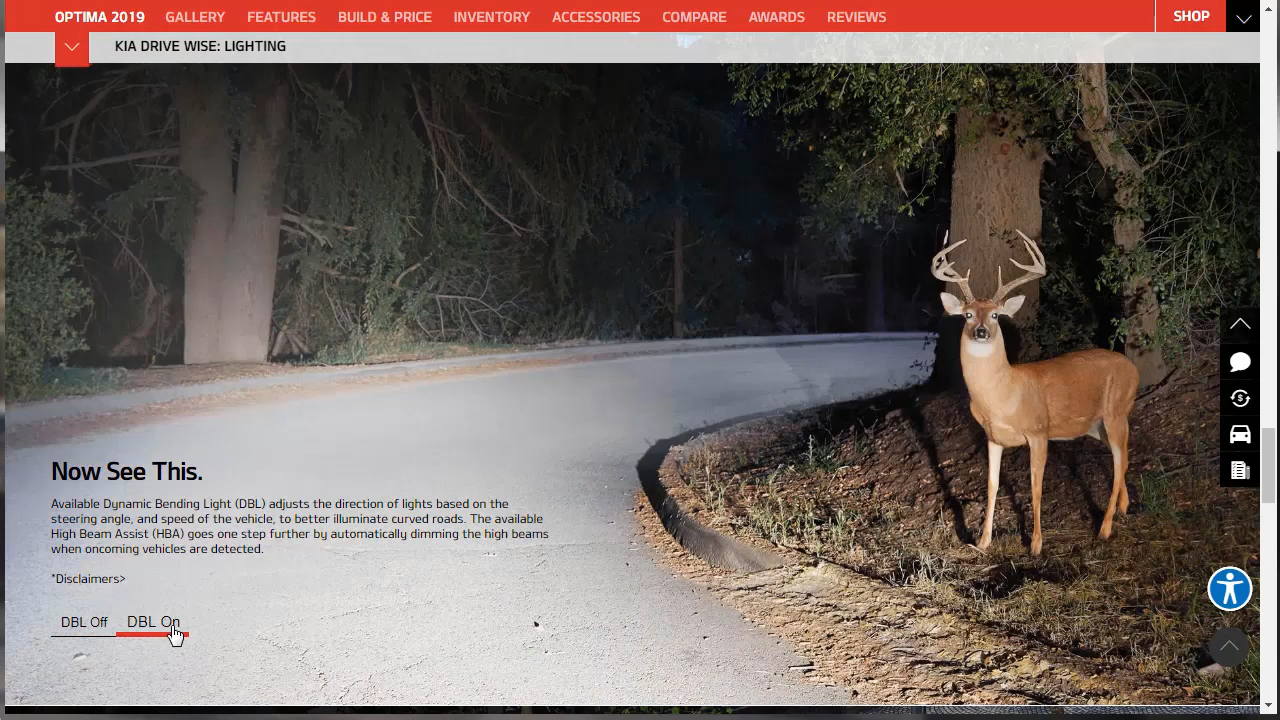 OPTIMA 2019 GALLERY FEATURES BUILD & PRICE INVENTORY ACCESSORIES COMPARE AWARDS REVIEWS SHOP
KIA DRIVE WISE: LIGHTING
Now See This.
Available Dynamic Bending Light (DBL) adjusts the direction of lights based on the
steering angle, and speed of the vehicle, to better illuminate curved roads. The available
High Beam Assist (HBA) goes one step further by automatically dimming the high beams
when oncoming vehicles are detected.
*Disclaimers>
DBL Off DBL On